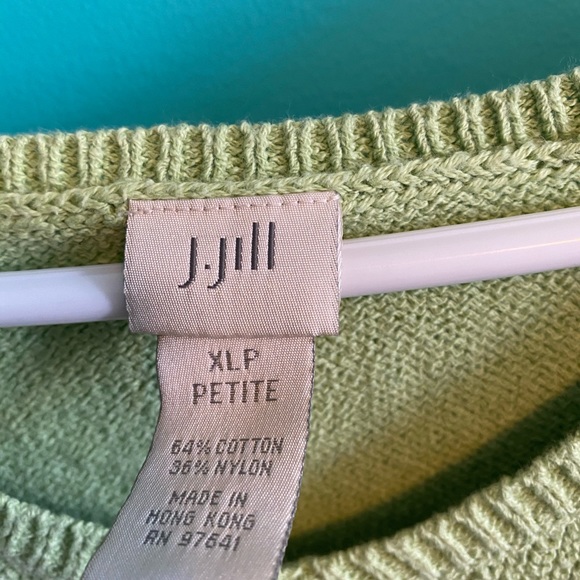 J.Jill
XLP
PETITE
64% COTTON
36% NYLON
MADE IN
HONG KONG
RN 97641